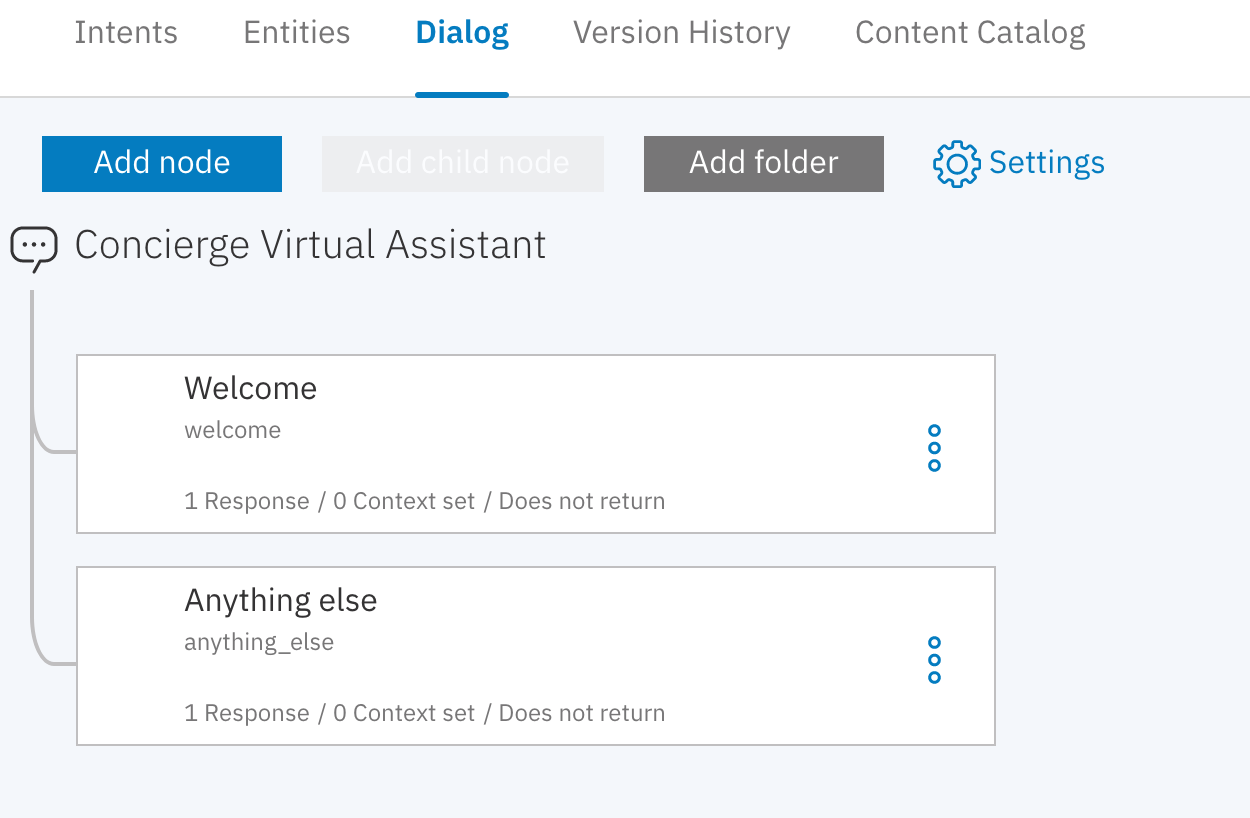 Intents Entities Dialog Version History Content Catalog
Add node Add child node Add folder Settings
Concierge Virtual Assistant
Welcome
welcome
1 Response / 0 Context set / Does not return
Anything else
anything_else
1 Response / 0 Context set / Does not return